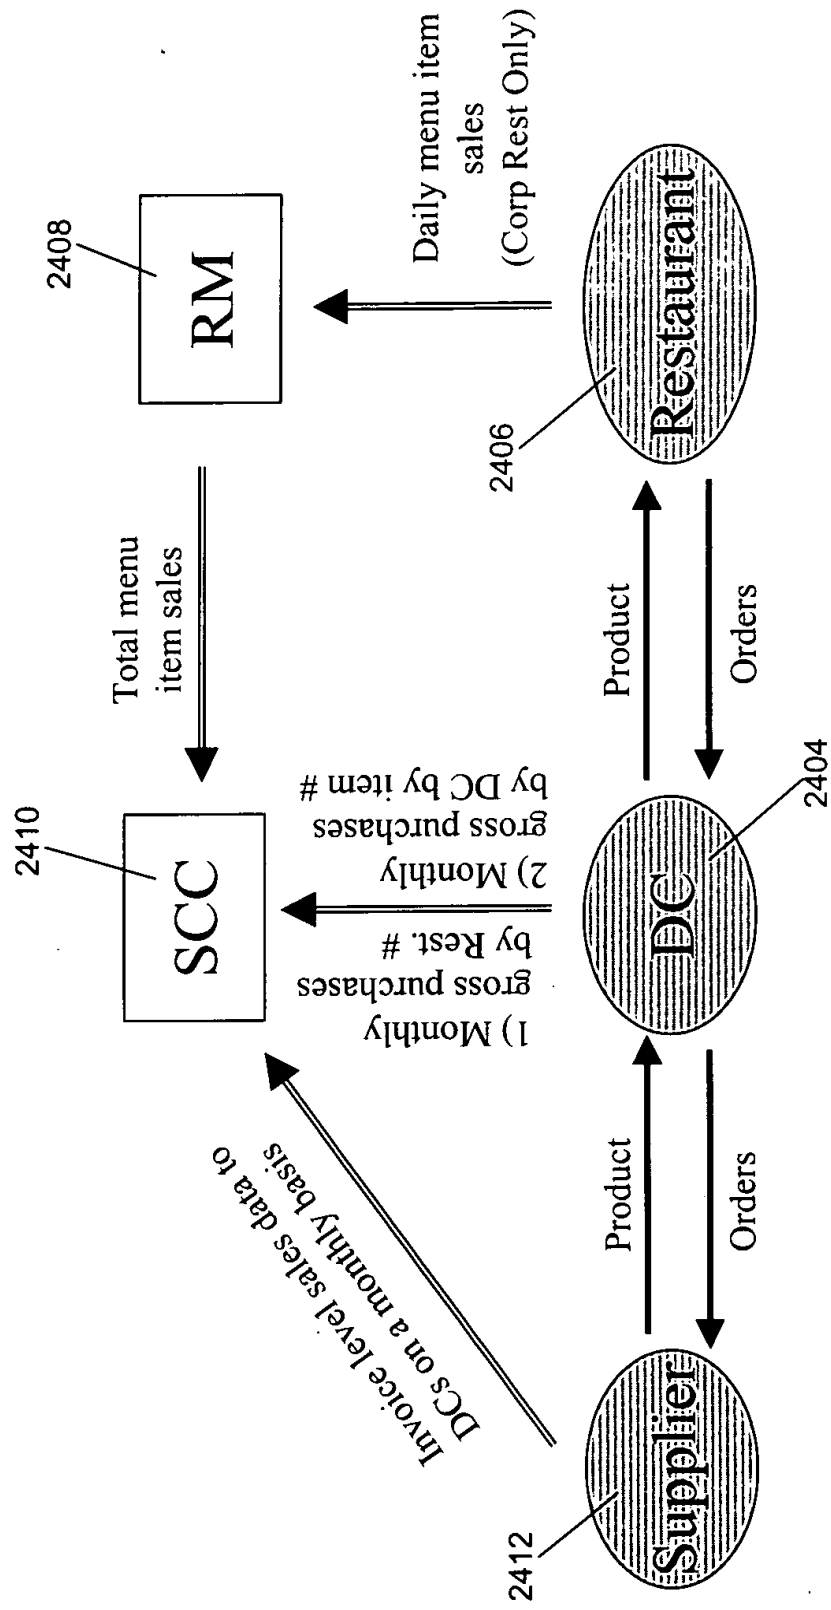 2410
SCC
Total menu
item sales
2408
RM
Invoice level sales data to
DCs on a monthly basis
1) Monthly
gross purchases
by Rest. #
2) Monthly
gross purchases
by DC by item #
Daily menu item
sales
(Corp Rest Only)
2412
Supplier
Product
Orders
DC
2404
Product
Orders
2406
Restaurant